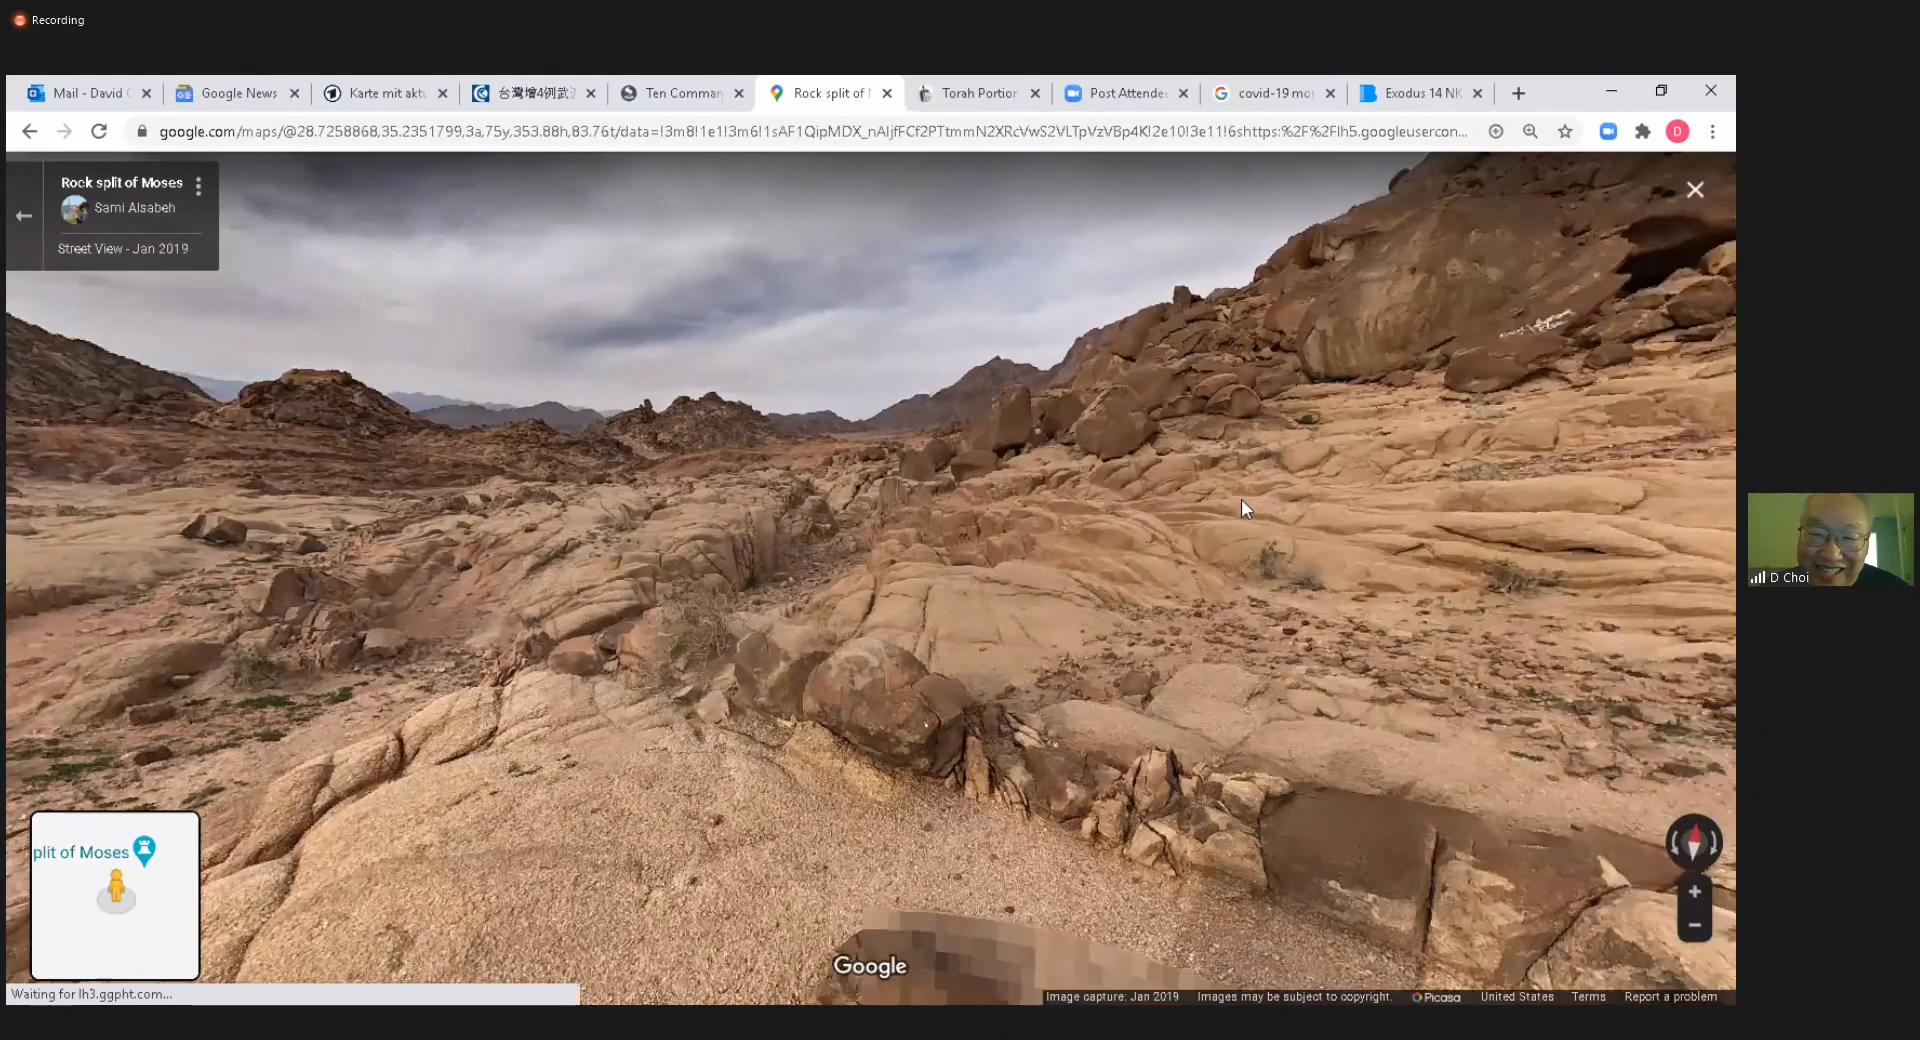 Recording
Mail - David
Google News
Karte mit akt
台灣增4例武
Ten Comman
Rock split of
Torah Portior
Post Attende
covid-19 mo
Exodus 14 NK
google.com/maps/@28.7258868,35.2351799,3a,75y,353.88h,83.76t/data=!3m8!1e1!3m6!1sAF1QipMDX_nAljfFCf2PTtmmN2XRcVwS2VLTpVzVBp4K!2e10!3e11!6shttps:%2F%2Flh5.googleusercon...
D
Rock split of Moses
Sami Alsabeh
Street View - Jan 2019
D Choi
plit of Moses
Google
Waiting for lh3.ggpht.com...
Image capture: Jan 2019 Images may be subject to copyright. Picasa United States Terms Report a problem